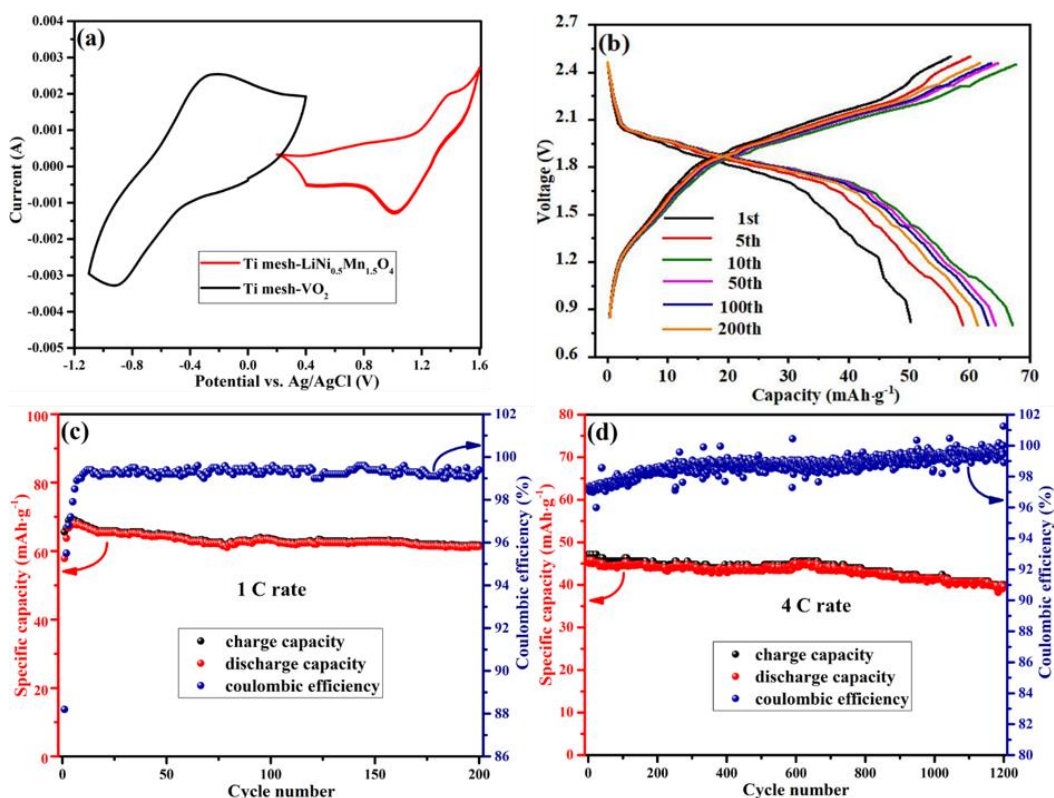 (a)
0.004
0.003
0.002
0.001
0.000
-0.001
-0.002
-0.003
-0.004
-0.005
Current (A)
Ti mesh-LiNi0.5Mn1.5O4
Ti mesh-VO2
-1.2 -0.8 -0.4 0.0 0.4 0.8 1.2 1.6
Potential vs. Ag/AgCl (V)
(b)
2.7
2.4
2.1
1.8
1.5
1.2
0.9
0.6
Voltage (V)
1st
5th
10th
50th
100th
200th
0 10 20 30 40 50 60 70
Capacity (mAh·g-1)
(c)
100
80
60
40
20
0
Specific capacity (mAh·g-1)
102
100
99
98
96
94
92
91
90
88
86
Coulombic efficiency (%)
1 C rate
charge capacity
discharge capacity
coulombic efficiency
0 50 75 100 125 150 175 200
Cycle number
(d)
80
70
60
50
40
30
20
10
0
Specific capacity (mAh·g-1)
102
100
98
96
94
92
91
90
88
86
84
82
80
Coulombic efficiency (%)
4 C rate
charge capacity
discharge capacity
coulombic efficiency
0 200 400 600 800 1000 1200
Cycle number